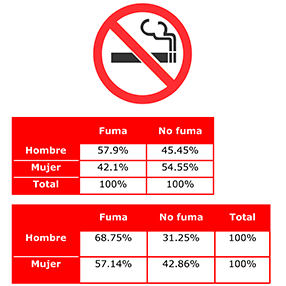 Fuma No fuma
Hombre 57.9% 45.45%
Mujer 42.1% 54.55%
Total 100% 100%
Fuma No fuma Total
Hombre 68.75% 31.25% 100%
Mujer 57.14% 42.86% 100%